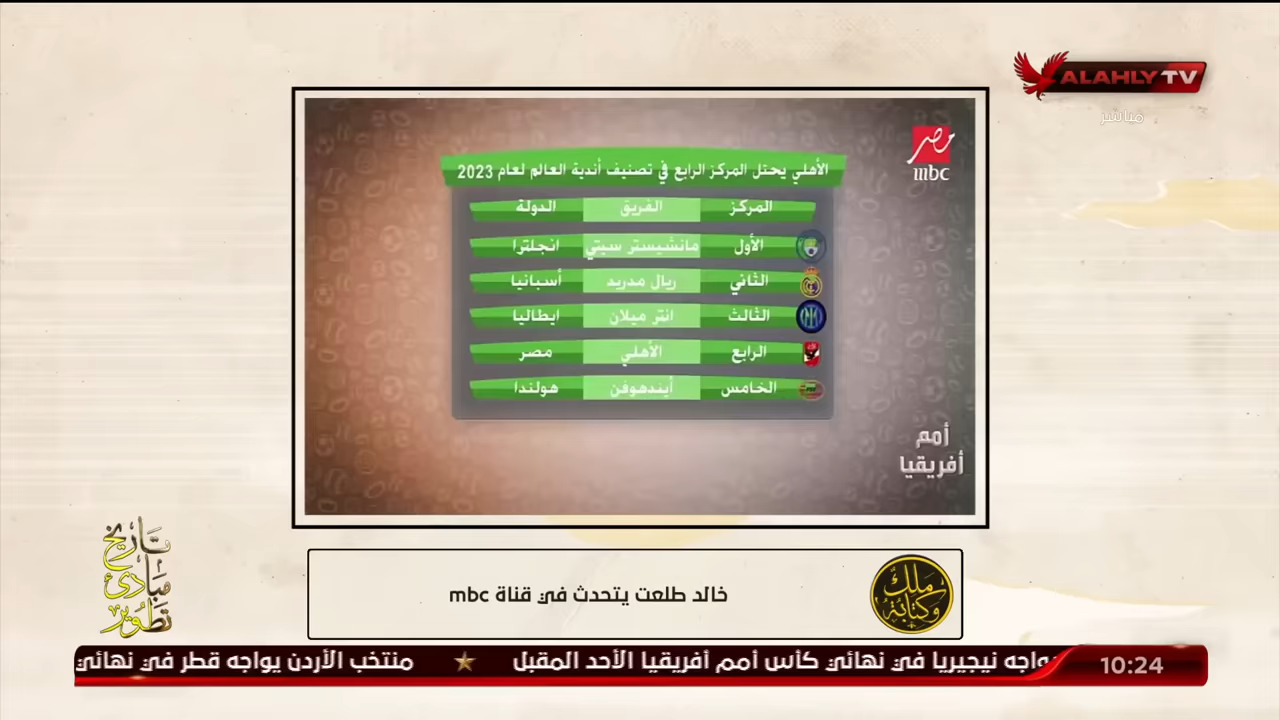 ALAHLY TV
مباشر
مصر
mbc
الأهلي يحتل المركز الرابع في تصنيف أندية العالم لعام 2023
المركز الفريق الدولة
الأول مانشيستر سيتي انجلترا
الثاني ريال مدريد أسبانيا
الثالث انتر ميلان ايطاليا
الرابع الأهلي مصر
الخامس أيندهوفن هولندا
أمم
أفريقيا
تاريخ
مبادئ
تطوير
خالد طلعت يتحدث في قناة mbc
ملك
وكتابة
10:24
نيجيريا في نهائي كأس أمم أفريقيا الأحد المقبل ★ منتخب الأردن يواجه قطر في نهائي